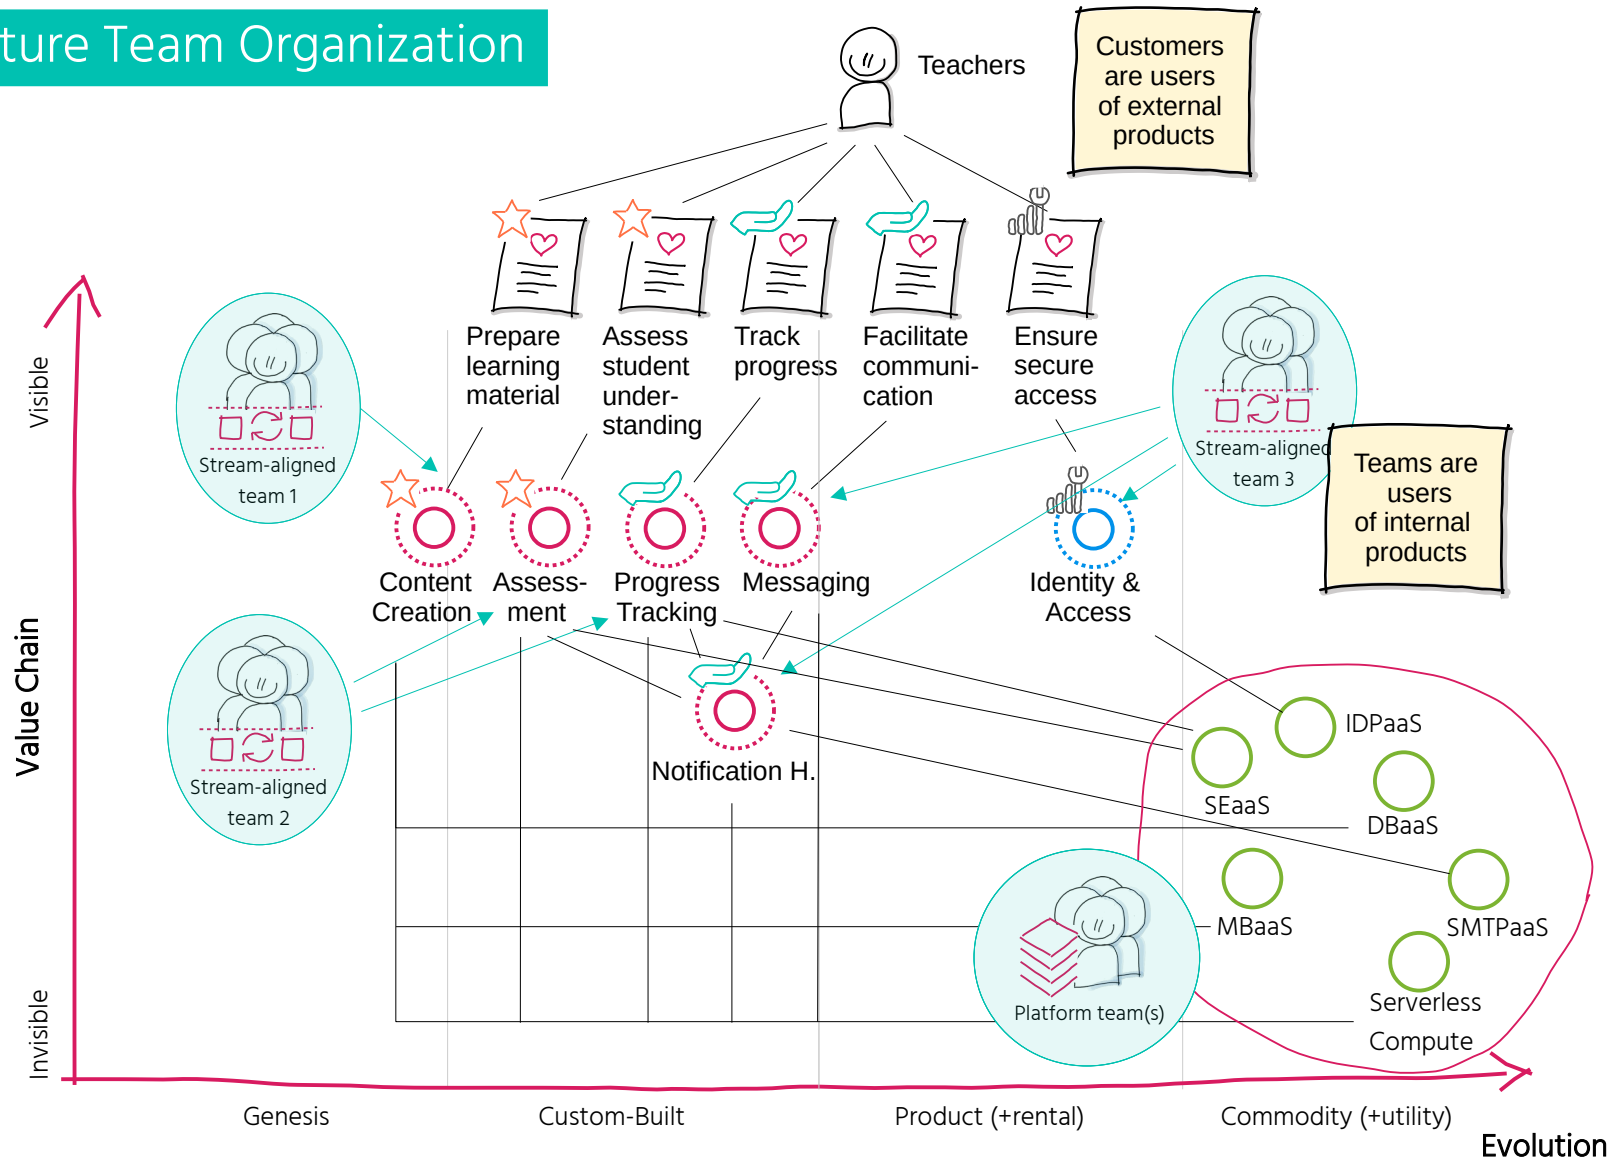 ture Team Organization
Teachers
Customers
are users
of external
products
Prepare
learning
material
Assess
student
under-
standing
Track
progress
Facilitate
communi-
cation
Ensure
secure
access
Visible
Stream-aligned
team 1
Stream-aligned
team 3
Teams are
users
of internal
products
Content
Creation
Assess-
ment
Progress
Tracking
Messaging
Identity &
Access
Value Chain
Stream-aligned
team 2
Notification H.
IDPaaS
SEaaS
DBaaS
MBaaS
SMTPaaS
Serverless
Compute
Platform team(s)
Invisible
Genesis
Custom-Built
Product (+rental)
Commodity (+utility)
Evolution